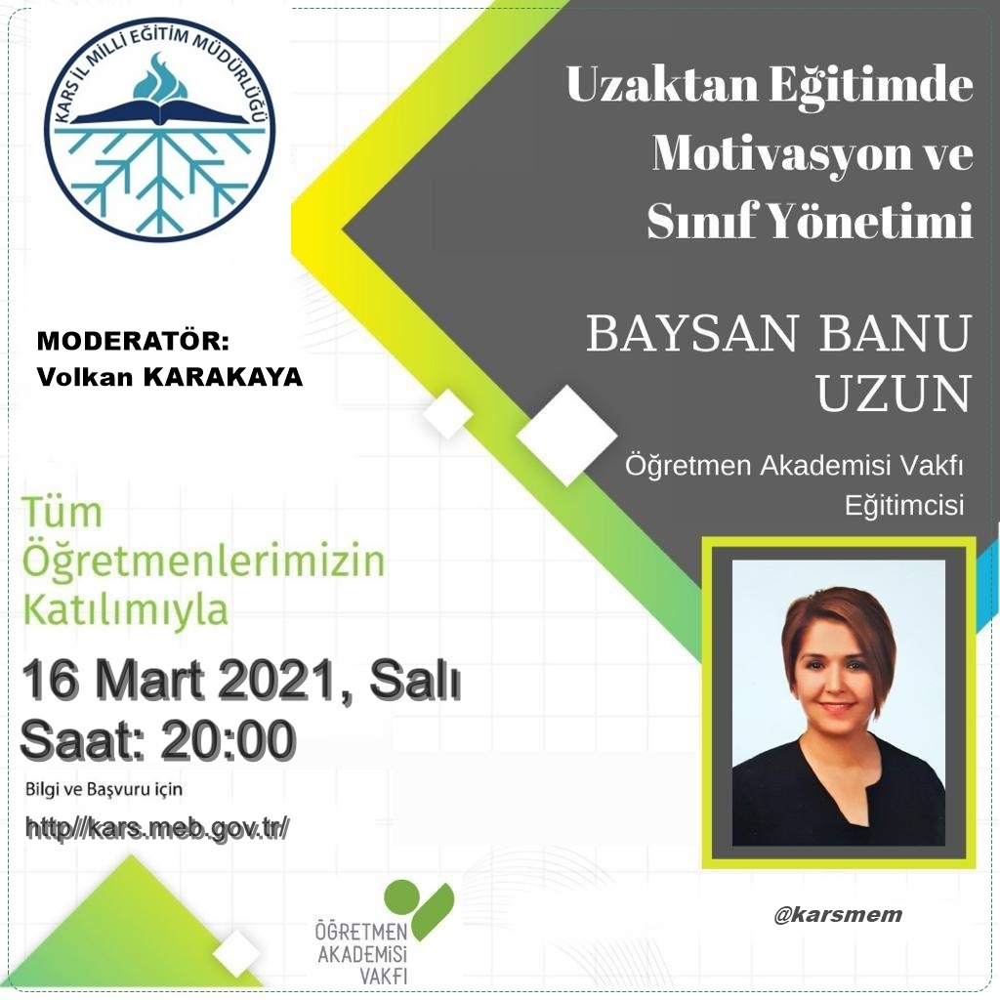 KARS İL MİLLİ EĞİTİM MÜDÜRLÜĞÜ
Uzaktan Eğitimde
Motivasyon ve
Sınıf Yönetimi
BAYSAN BANU
UZUN
Öğretmen Akademisi Vakfı
Eğitimcisi
MODERATÖR:
Volkan KARAKAYA
Tüm
Öğretmenlerimizin
Katılımıyla
16 Mart 2021, Salı
Saat: 20:00
Bilgi ve Başvuru için
http//kars.meb.gov.tr/
ÖĞRETMEN
AKADEMİSİ
VAKFI
@karsmem